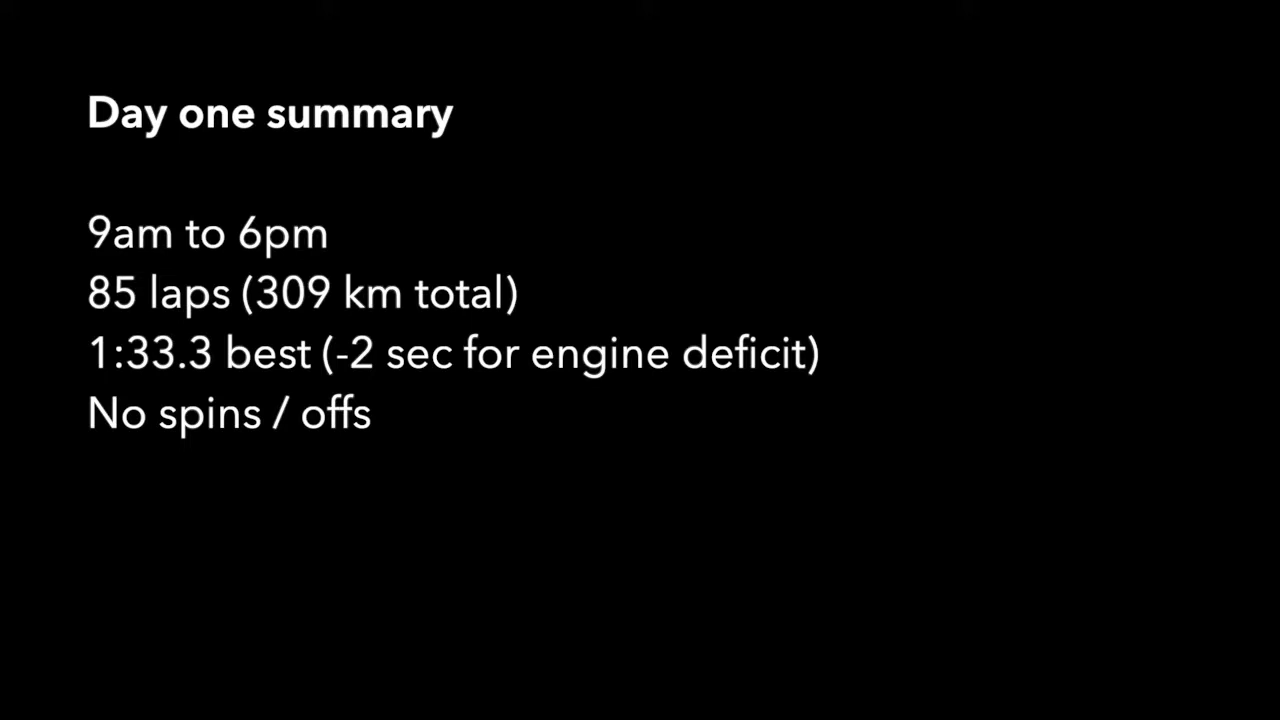 Day one summary
9am to 6pm
85 laps (309 km total)
1:33.3 best (-2 sec for engine deficit)
No spins / offs